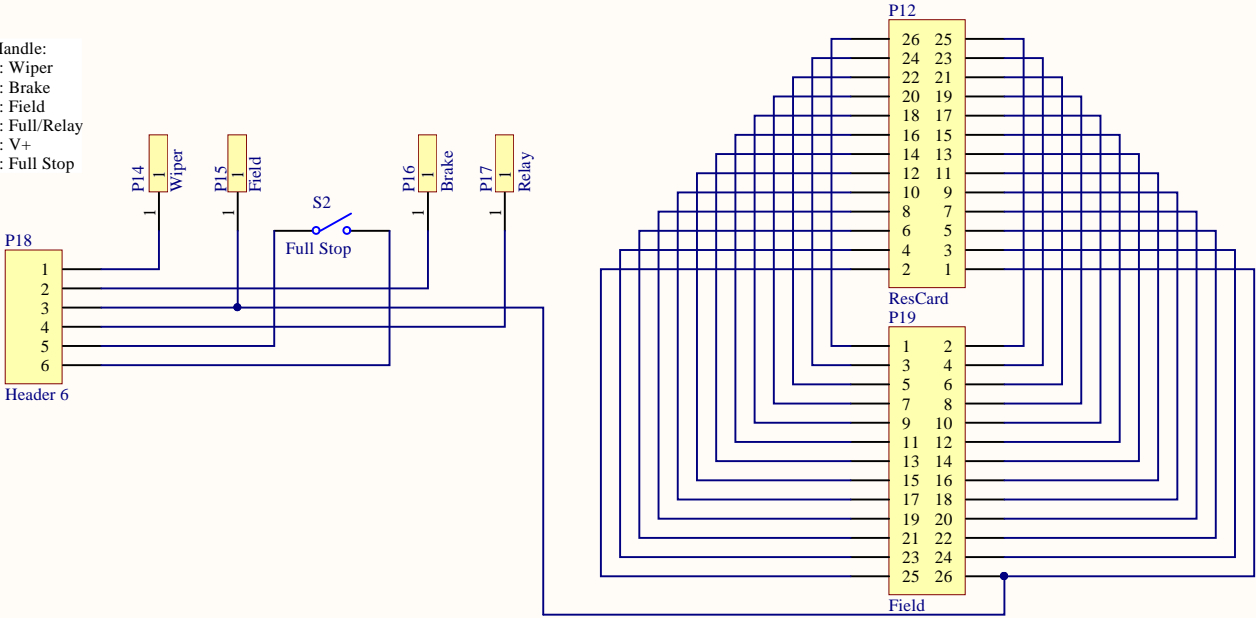 Handle:
: Wiper
: Brake
: Field
: Full/Relay
: V+
: Full Stop
P14
1
Wiper
1
P15
1
Field
1
S2
Full Stop
P16
1
Brake
1
P17
1
Relay
1
P18
1
2
3
4
5
6
Header 6
P12
26 25
24 23
22 21
20 19
18 17
16 15
14 13
12 11
10 9
8 7
6 5
4 3
2 1
ResCard
P19
1 2
3 4
5 6
7 8
9 10
11 12
13 14
15 16
17 18
19 20
21 22
23 24
25 26
Field